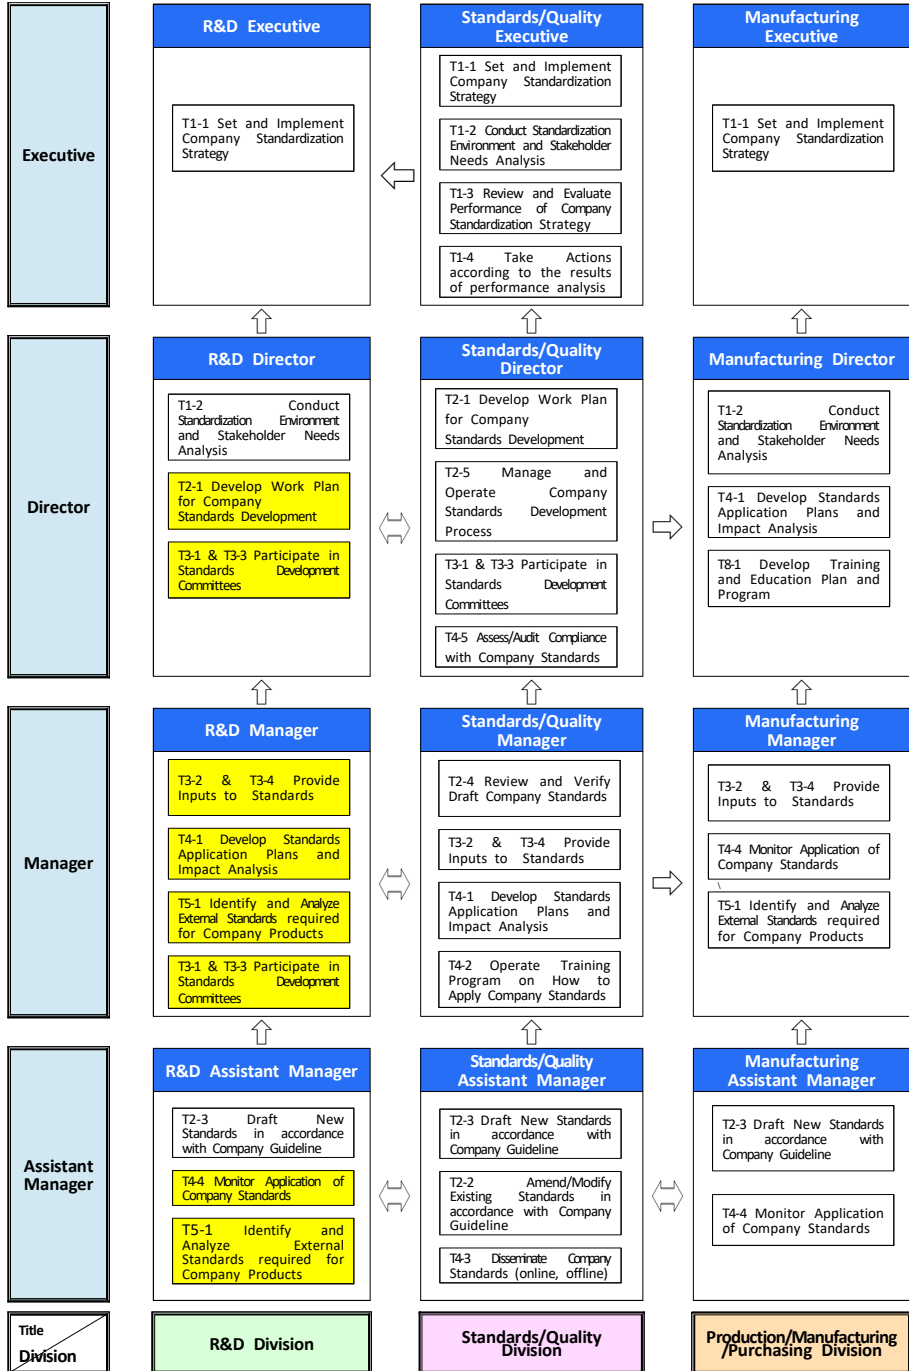 Executive
R&D Executive
T1-1 Set and Implement
Company Standardization
Strategy
Standards/Quality
Executive
T1-1 Set and Implement
Company Standardization
Strategy
T1-2 Conduct Standardization
Environment and Stakeholder
Needs Analysis
T1-3 Review and Evaluate
Performance of Company
Standardization Strategy
T1-4 Take Actions
according to the results
of performance analysis
Manufacturing
Executive
T1-1 Set and Implement
Company Standardization
Strategy
Director
R&D Director
T1-2 Conduct
Standardization Environment
and Stakeholder Needs
Analysis
T2-1 Develop Work Plan
for Company
Standards Development
T3-1 & T3-3 Participate in
Standards Development
Committees
Standards/Quality
Director
T2-1 Develop Work Plan
for Company
Standards Development
T2-5 Manage and
Operate Company
Standards Development
Process
T3-1 & T3-3 Participate in
Standards Development
Committees
T4-5 Assess/Audit Compliance
with Company Standards
Manufacturing Director
T1-2 Conduct
Standardization Environment
and Stakeholder Needs
Analysis
T4-1 Develop Standards
Application Plans and
Impact Analysis
T8-1 Develop Training
and Education Plan and
Program
Manager
R&D Manager
T3-2 & T3-4 Provide
Inputs to Standards
T4-1 Develop Standards
Application Plans and
Impact Analysis
T5-1 Identify and Analyze
External Standards required
for Company Products
T3-1 & T3-3 Participate in
Standards Development
Committees
Standards/Quality
Manager
T2-4 Review and Verify
Draft Company Standards
T3-2 & T3-4 Provide
Inputs to Standards
T4-1 Develop Standards
Application Plans and
Impact Analysis
T4-2 Operate Training
Program on How to
Apply Company Standards
Manufacturing
Manager
T3-2 & T3-4 Provide
Inputs to Standards
T4-4 Monitor Application of
Company Standards
\
T5-1 Identify and Analyze
External Standards required
for Company Products
Assistant
Manager
R&D Assistant Manager
T2-3 Draft New
Standards in accordance
with Company Guideline
T4-4 Monitor Application of
Company Standards
T5-1 Identify and
Analyze External
Standards required for
Company Products
Standards/Quality
Assistant Manager
T2-3 Draft New Standards
in accordance with
Company Guideline
T2-2 Amend/Modify
Existing Standards in
accordance with Company
Guideline
T4-3 Disseminate Company
Standards (online, offline)
Manufacturing
Assistant Manager
T2-3 Draft New Standards
in accordance with
Company Guideline
T4-4 Monitor Application
of Company Standards
Title
Division
R&D Division
Standards/Quality
Division
Production/Manufacturing
/Purchasing Division